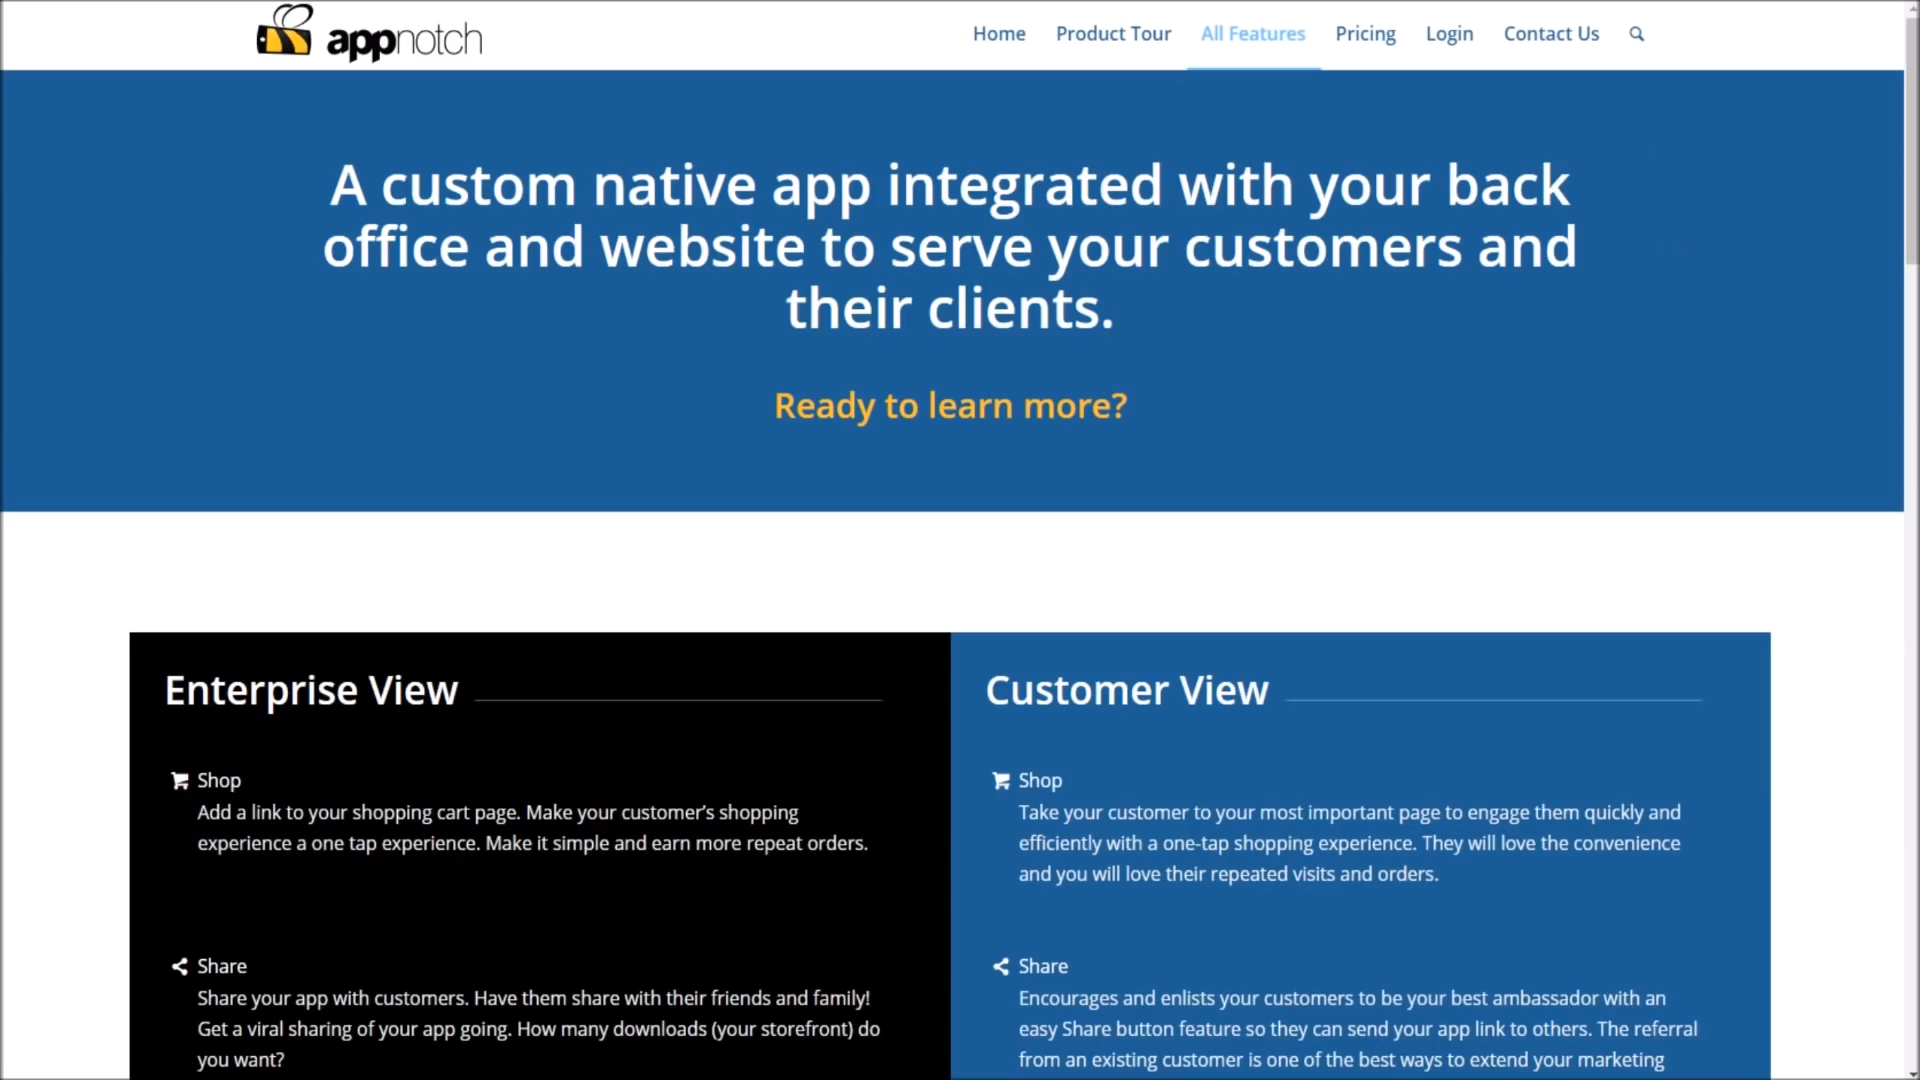 appnotch
Home Product Tour All Features Pricing Login Contact Us
A custom native app integrated with your back
office and website to serve your customers and
their clients.
Ready to learn more?
Enterprise View
Shop
Add a link to your shopping cart page. Make your customer’s shopping
experience a one tap experience. Make it simple and earn more repeat orders.
Share
Share your app with customers. Have them share with their friends and family!
Get a viral sharing of your app going. How many downloads (your storefront) do
you want?
Customer View
Shop
Take your customer to your most important page to engage them quickly and
efficiently with a one-tap shopping experience. They will love the convenience
and you will love their repeated visits and orders.
Share
Encourages and enlists your customers to be your best ambassador with an
easy Share button feature so they can send your app link to others. The referral
from an existing customer is one of the best ways to extend your marketing